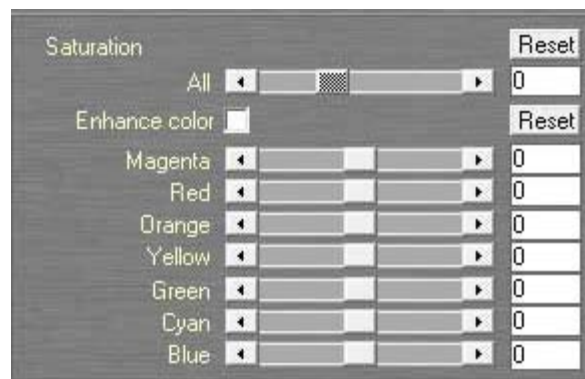 Saturation Reset
All 0
Enhance color Reset
Magenta 0
Red 0
Orange 0
Yellow 0
Green 0
Cyan 0
Blue 0